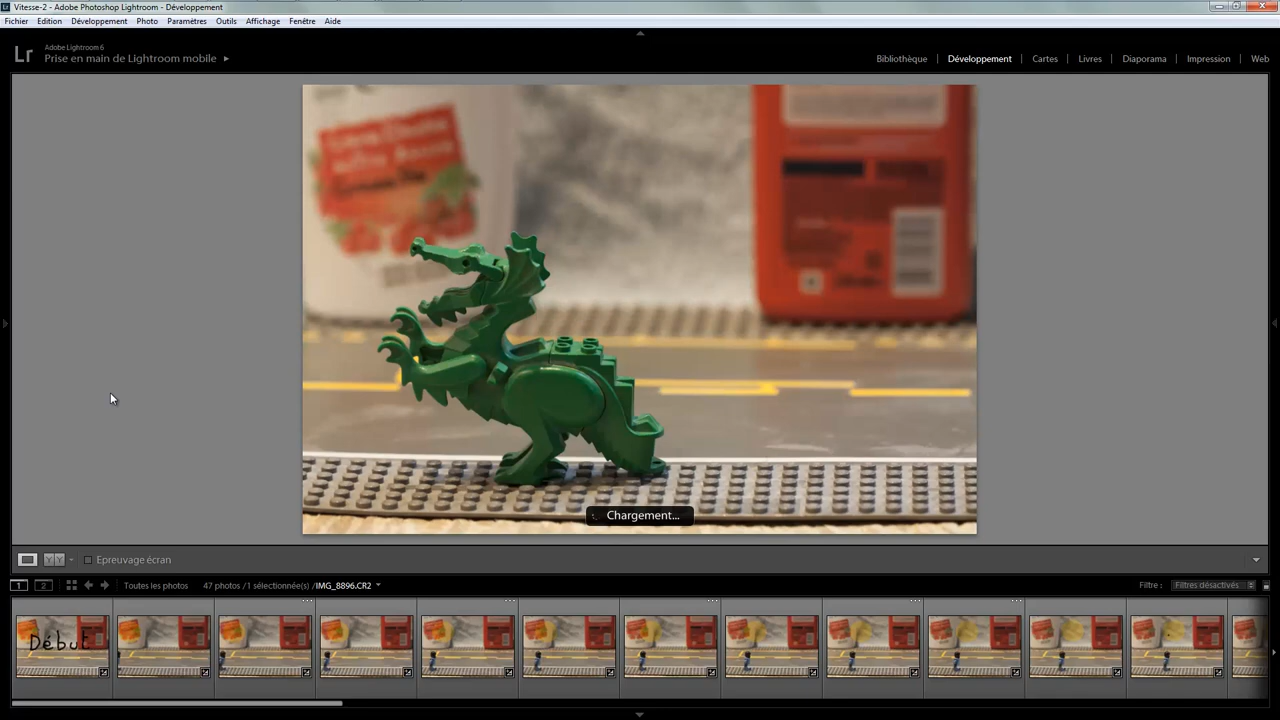 Vitesse-2 - Adobe Photoshop Lightroom - Développement
Fichier Edition Développement Photo Paramètres Outils Affichage Fenêtre Aide
Lr
Adobe Lightroom 6
Prise en main de Lightroom mobile
Bibliothèque | Développement | Cartes | Livres | Diaporama | Impression | Web
Chargement...
Epreuvage écran
1 2 Toutes les photos 47 photos /1 sélectionnée(s) /IMG_8896.CR2
Filtre : Filtres désactivés
Début